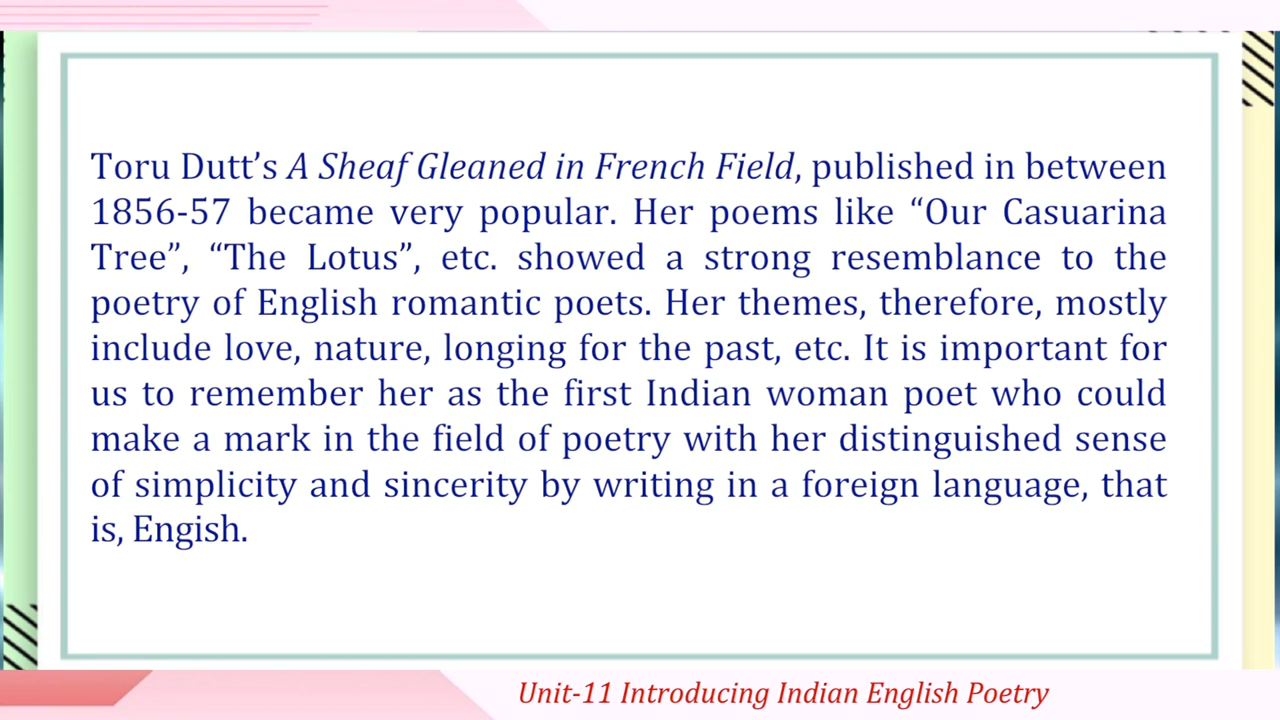 Toru Dutt’s A Sheaf Gleaned in French Field, published in between
1856-57 became very popular. Her poems like “Our Casuarina
Tree”, “The Lotus”, etc. showed a strong resemblance to the
poetry of English romantic poets. Her themes, therefore, mostly
include love, nature, longing for the past, etc. It is important for
us to remember her as the first Indian woman poet who could
make a mark in the field of poetry with her distinguished sense
of simplicity and sincerity by writing in a foreign language, that
is, Engish.
Unit-11 Introducing Indian English Poetry